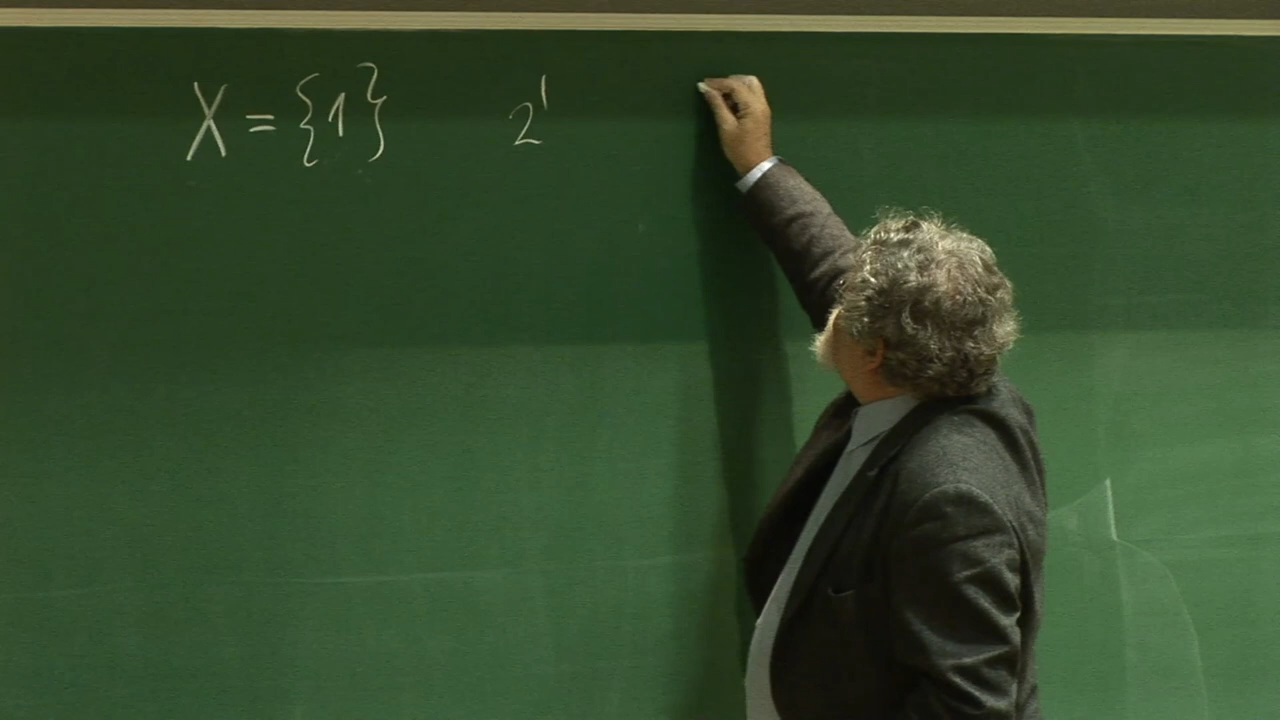 X = {1} 2¹